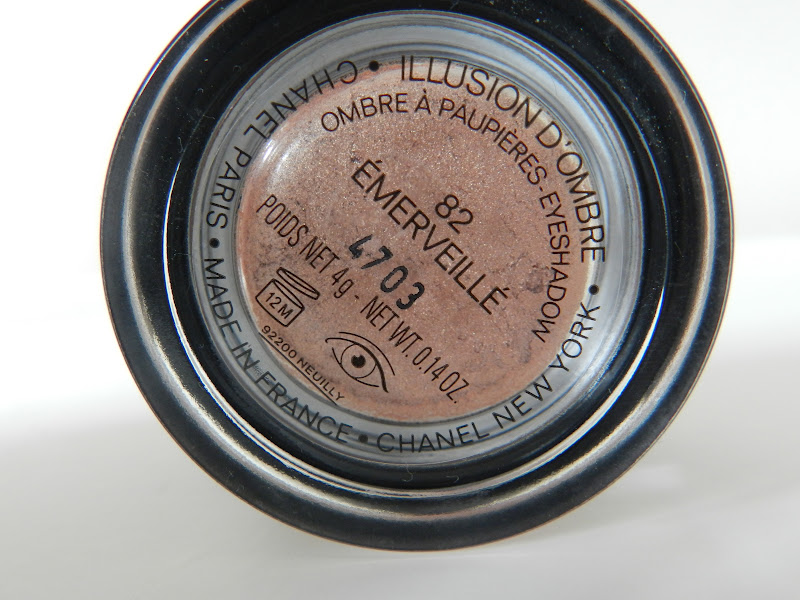 ILLUSION D'OMBRE • CHANEL NEW YORK • MADE IN FRANCE • CHANEL PARIS •
OMBRE À PAUPIÈRES - EYESHADOW
82
ÉMERVEILLÉ
4703
POIDS NET 4g - NET WT. 0.14 OZ.
12M
92200 NEUILLY